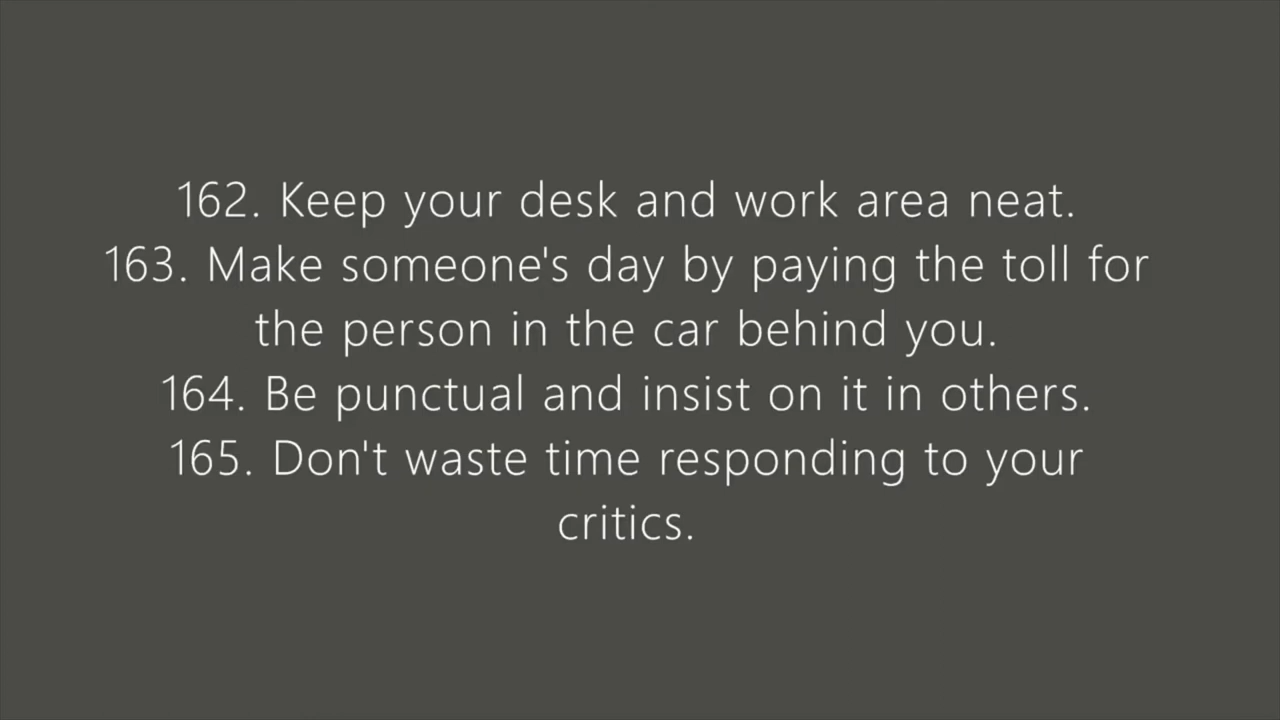 162. Keep your desk and work area neat.
163. Make someone's day by paying the toll for
the person in the car behind you.
164. Be punctual and insist on it in others.
165. Don't waste time responding to your
critics.